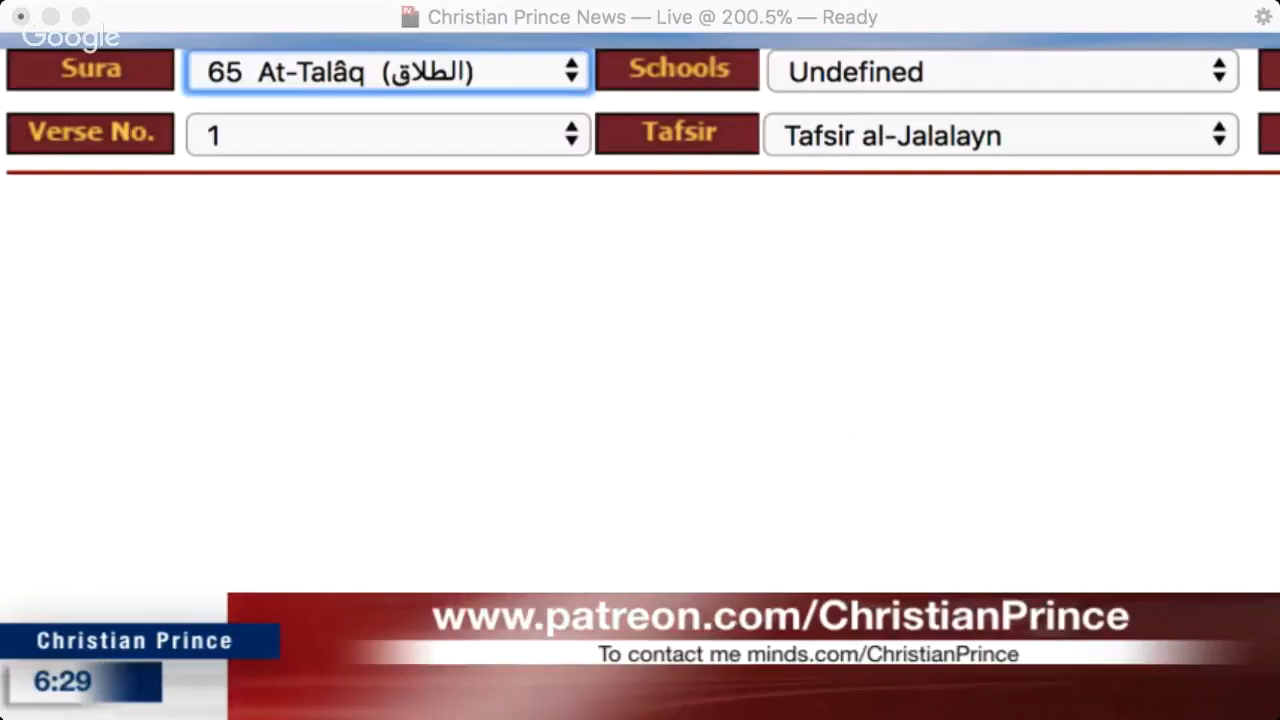 Christian Prince News — Live @ 200.5% — Ready
Google
Sura 65 At-Talâq (الطلاق) Schools Undefined
Verse No. 1 Tafsir Tafsir al-Jalalayn
www.patreon.com/ChristianPrince
Christian Prince
To contact me minds.com/ChristianPrince
6:29